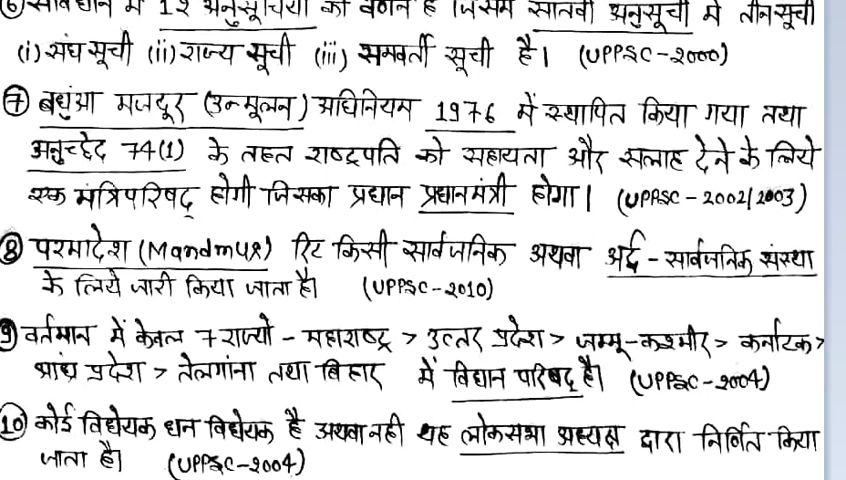 ⑥ संविधान में 12 अनुसूचियों का वर्णन है जिसमें सातवी अनुसूची में तीन सूची
(i) संघ सूची (ii) राज्य सूची (iii) समवर्ती सूची है। (UPPSC-2000)
⑦ बधुंआ मजदूर (उन्मूलन) अधिनियम 1976 में स्थापित किया गया तथा
अनुच्छेद 74(1) के तहत राष्ट्रपति को सहायता और सलाह देने के लिये
एक मंत्रिपरिषद् होगी जिसका प्रधान प्रधानमंत्री होगा। (UPPSC-2002/2003)
⑧ परमादेश (Mandmus) रिट किसी सार्वजनिक अथवा अर्द्ध-सार्वजनिक संस्था
के लिये जारी किया जाता है। (UPPSC-2010)
⑨ वर्तमान में केवल 7 राज्यो - महाराष्ट्र > उत्तर प्रदेश > जम्मू-कश्मीर > कर्नाटक >
आंध्र प्रदेश > तेलगांना तथा बिहार में विधान परिषद् है। (UPPSC-2004)
⑩ कोई विधेयक धन विधेयक है अथवा नही यह लोकसभा अध्यक्ष द्वारा निर्णित किया
जाता है। (UPPSC-2004)